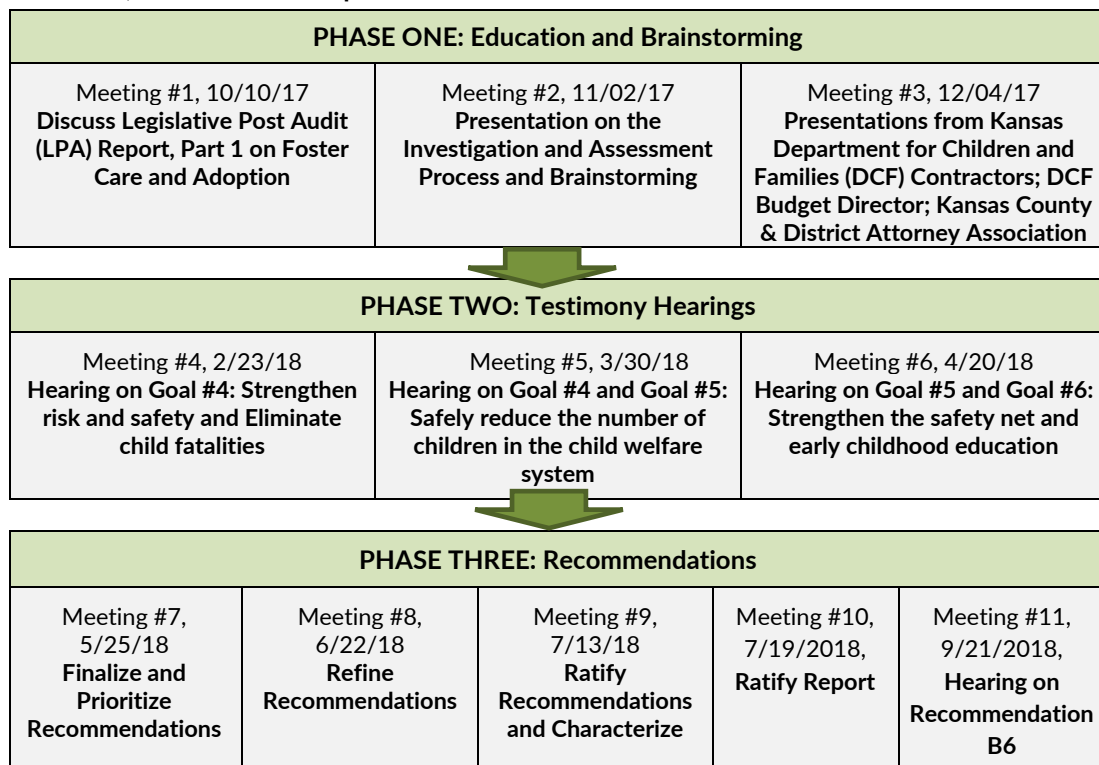 PHASE ONE: Education and Brainstorming
Meeting #1, 10/10/17
Discuss Legislative Post Audit
(LPA) Report, Part 1 on Foster
Care and Adoption
Meeting #2, 11/02/17
Presentation on the
Investigation and Assessment
Process and Brainstorming
Meeting #3, 12/04/17
Presentations from Kansas
Department for Children and
Families (DCF) Contractors; DCF
Budget Director; Kansas County
& District Attorney Association
PHASE TWO: Testimony Hearings
Meeting #4, 2/23/18
Hearing on Goal #4: Strengthen
risk and safety and Eliminate
child fatalities
Meeting #5, 3/30/18
Hearing on Goal #4 and Goal #5:
Safely reduce the number of
children in the child welfare
system
Meeting #6, 4/20/18
Hearing on Goal #5 and Goal #6:
Strengthen the safety net and
early childhood education
PHASE THREE: Recommendations
Meeting #7,
5/25/18
Finalize and
Prioritize
Recommendations
Meeting #8,
6/22/18
Refine
Recommendations
Meeting #9,
7/13/18
Ratify
Recommendations
and Characterize
Meeting #10,
7/19/2018,
Ratify Report
Meeting #11,
9/21/2018,
Hearing on
Recommendation
B6